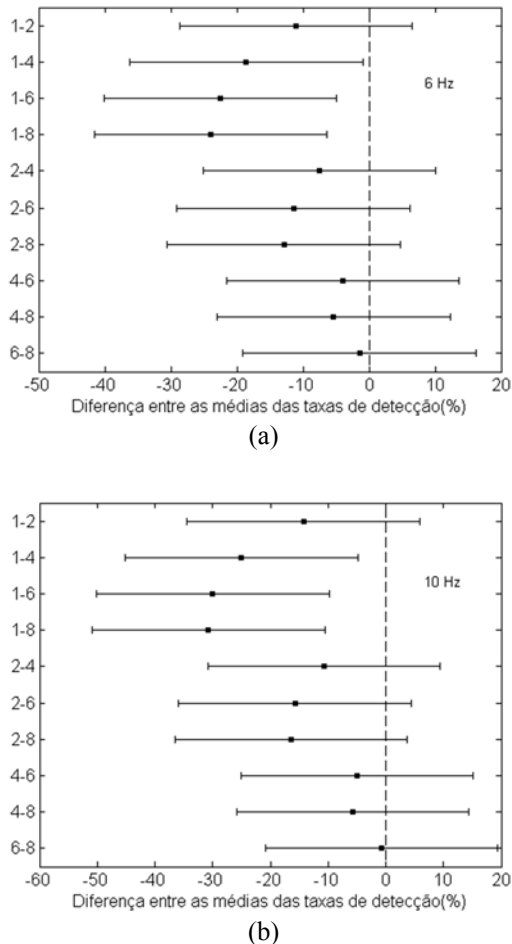 1-2
1-4
6 Hz
1-6
1-8
2-4
2-6
2-8
4-6
4-8
6-8
-50 -40 -30 -20 -10 0 10 20
Diferença entre as médias das taxas de detecção(%)
(a)
1-2
1-4
10 Hz
1-6
1-8
2-4
2-6
2-8
4-6
4-8
6-8
-60 -50 -40 -30 -20 -10 0 10 20
Diferença entre as médias das taxas de detecção(%)
(b)